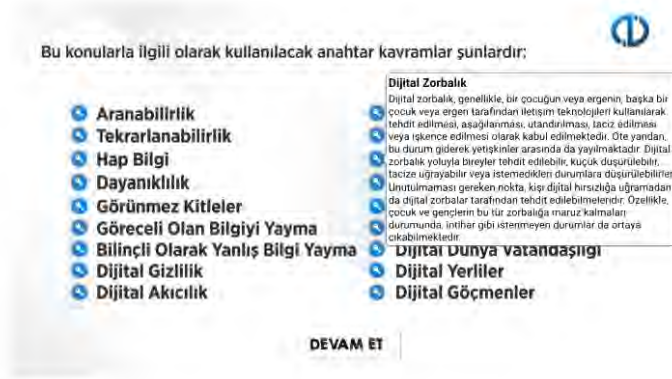 Bu konularla ilgili olarak kullanılacak anahtar kavramlar şunlardır:
Aranabilirlik
Tekrarlanabilirlik
Hap Bilgi
Dayanıklılık
Görünmez Kitleler
Göreceli Olan Bilgiyi Yayma
Bilinçli Olarak Yanlış Bilgi Yayma
Dijital Gizlilik
Dijital Akıcılık
Dijital Zorbalık
Dijital zorbalık, genellikle, bir çocuğun veya ergenin, başka bir
çocuk veya ergen tarafından iletişim teknolojileri kullanılarak
tehdit edilmesi, aşağılanması, utandırılması, taciz edilmesi
veya işkence edilmesi olarak kabul edilmektedir. Öte yandan,
bu durum giderek yetişkinler arasında da yayılmaktadır. Dijital
zorbalık yoluyla bireyler tehdit edilebilir, küçük düşürülebilir,
tacize uğrayabilir veya istemedikleri durumlara düşürülebilirler.
Unutulmaması gereken nokta, kişi dijital hırsızlığa uğramadan
da dijital zorbalar tarafından tehdit edilebilmeleridir. Özellikle,
çocuk ve gençlerin bu tür zorbalığa maruz kalmaları
durumunda, intihar gibi istenmeyen durumlar da ortaya
çıkabilmektedir.
Dijital Dünya Vatandaşlığı
Dijital Yerliler
Dijital Göçmenler
DEVAM ET